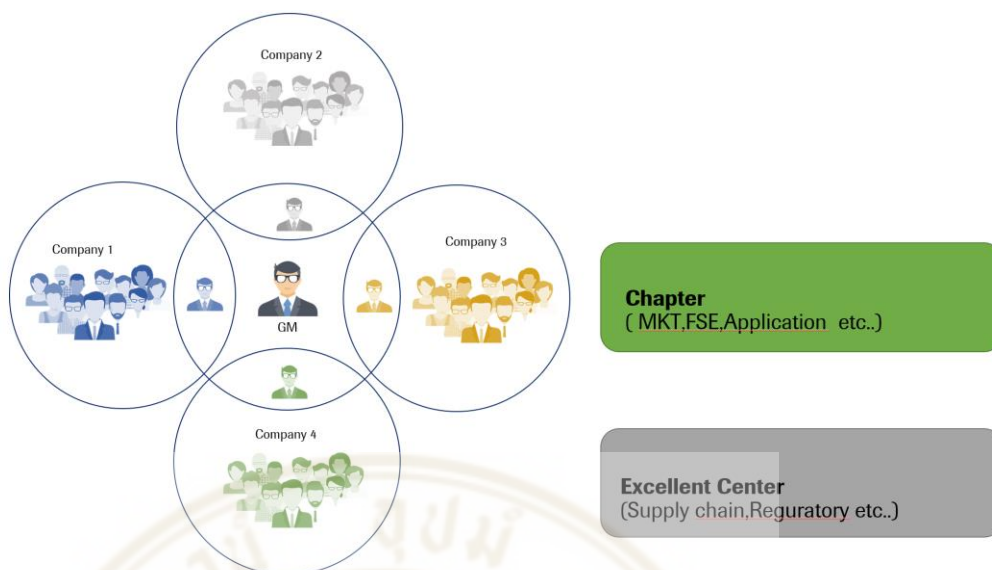 Company 2
Company 1
Company 3
GM
Company 4
Chapter
( MKT,FSE,Application etc..)
Excellent Center
(Supply chain,Reguratory etc..)